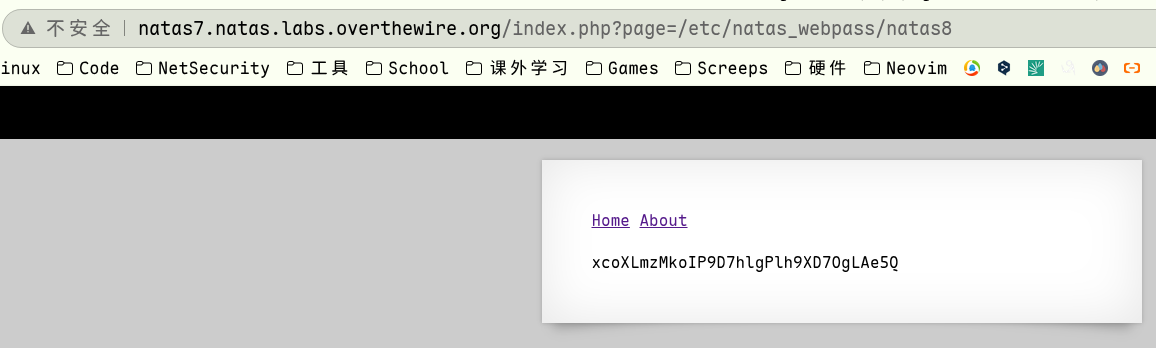 不安全 natas7.natas.labs.overthewire.org/index.php?page=/etc/natas_webpass/natas8
inux Code NetSecurity 工具 School 课外学习 Games Screeps 硬件 Neovim
Home About
xcoXLmzMkoIP9D7hlgPlh9XD7OgLAe5Q